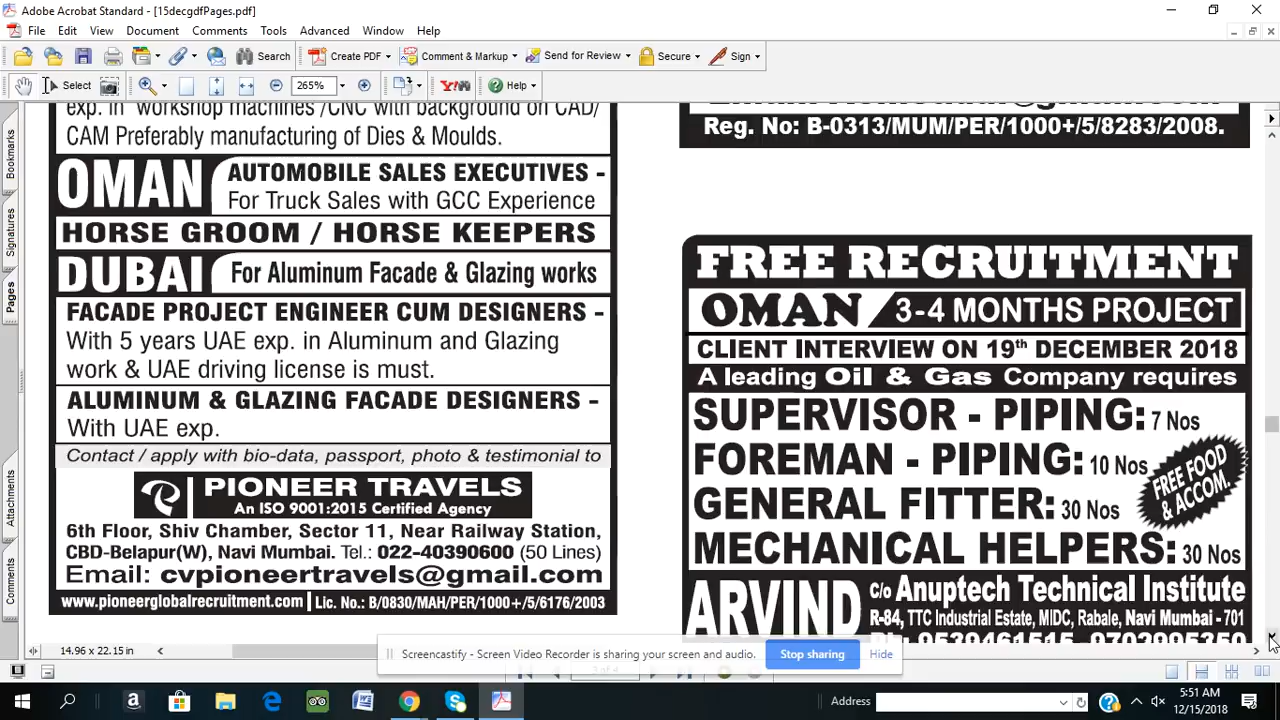 Adobe Acrobat Standard - [15decgdfPages.pdf]
File Edit View Document Comments Tools Advanced Window Help
Create PDF Comment & Markup Send for Review Secure Sign
Search
Select 265% Y! Help
Bookmarks
Signatures
Pages
Attachments
Comments
exp. in workshop machines /CNC with background on CAD/
CAM Preferably manufacturing of Dies & Moulds.
OMAN AUTOMOBILE SALES EXECUTIVES -
For Truck Sales with GCC Experience
HORSE GROOM / HORSE KEEPERS
DUBAI For Aluminum Facade & Glazing works
FACADE PROJECT ENGINEER CUM DESIGNERS -
With 5 years UAE exp. in Aluminum and Glazing
work & UAE driving license is must.
ALUMINUM & GLAZING FACADE DESIGNERS -
With UAE exp.
Contact / apply with bio-data, passport, photo & testimonial to
PIONEER TRAVELS
An ISO 9001:2015 Certified Agency
6th Floor, Shiv Chamber, Sector 11, Near Railway Station,
CBD-Belapur(W), Navi Mumbai. Tel.: 022-40390600 (50 Lines)
Email: cvpioneertravels@gmail.com
www.pioneerglobalrecruitment.com Lic. No.: B/0830/MAH/PER/1000+/5/6176/2003
Reg. No: B-0313/MUM/PER/1000+/5/8283/2008.
FREE RECRUITMENT
OMAN 3-4 MONTHS PROJECT
CLIENT INTERVIEW ON 19th DECEMBER 2018
A leading Oil & Gas Company requires
SUPERVISOR - PIPING: 7 Nos
FOREMAN - PIPING: 10 Nos
GENERAL FITTER: 30 Nos
MECHANICAL HELPERS: 30 Nos
FREE FOOD
& ACCOM.
ARVIND c/o Anuptech Technical Institute
R-84, TTC Industrial Estate, MIDC, Rabale, Navi Mumbai - 701
14.96 x 22.15 in
Screencastify - Screen Video Recorder is sharing your screen and audio. Stop sharing Hide
Address
5:51 AM
12/15/2018